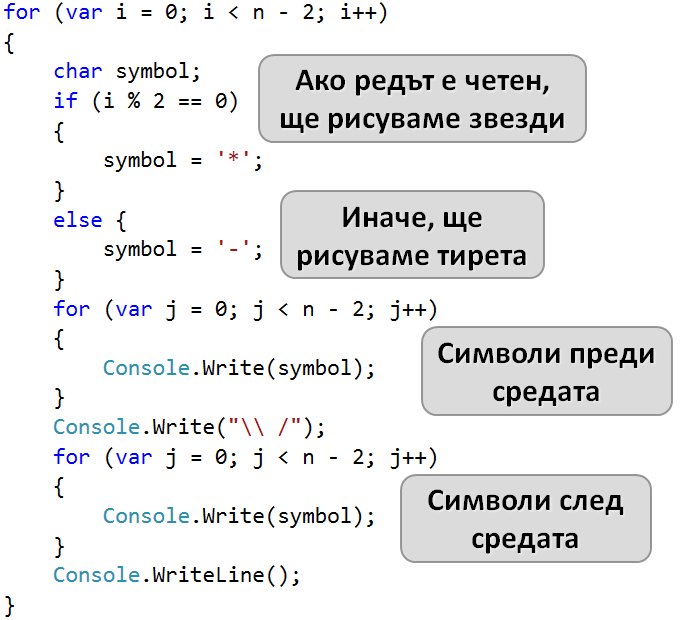 for (var i = 0; i < n - 2; i++)
{
    char symbol;
    if (i % 2 == 0)
    {
        symbol = '*';
    }
    else {
        symbol = '-';
    }
    for (var j = 0; j < n - 2; j++)
    {
        Console.Write(symbol);
    }
    Console.Write("\\ /");
    for (var j = 0; j < n - 2; j++)
    {
        Console.Write(symbol);
    }
    Console.WriteLine();
}
Ако редът е четен,
ще рисуваме звезди
Иначе, ще
рисуваме тирета
Символи преди
средата
Символи след
средата